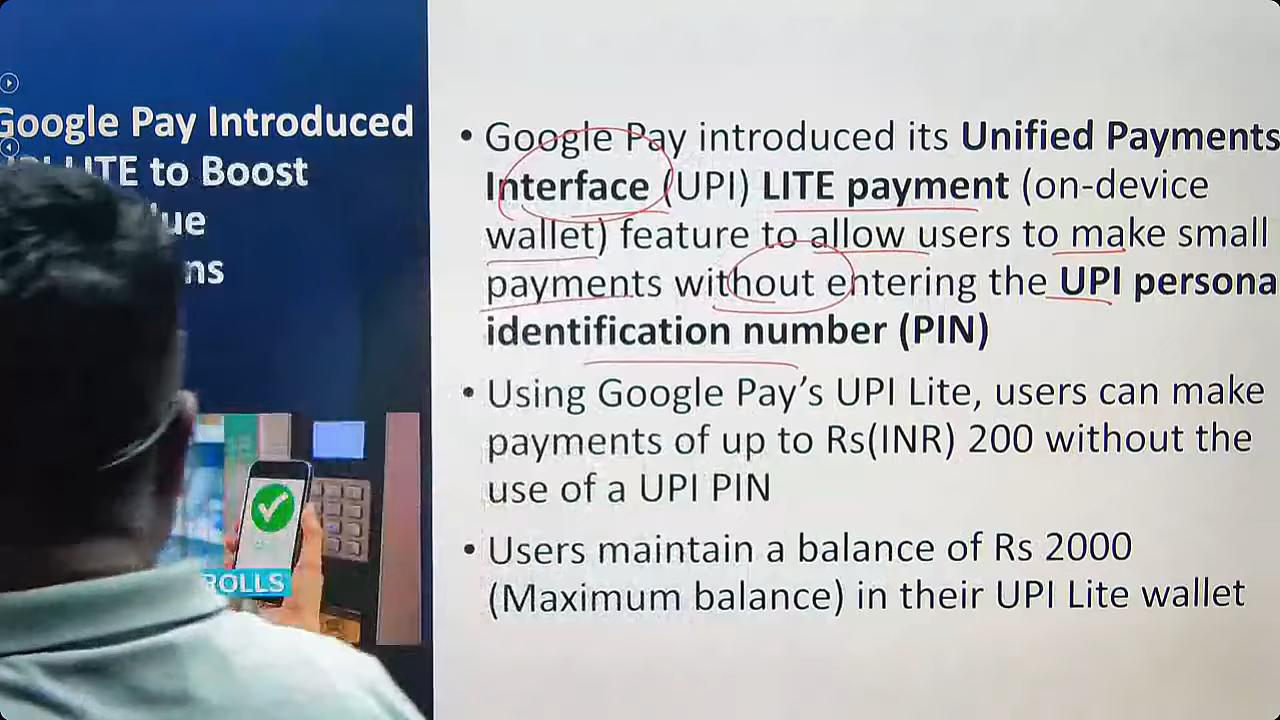 Google Pay Introduced
LITE to Boost
ns
• Google Pay introduced its Unified Payments
Interface (UPI) LITE payment (on-device
wallet) feature to allow users to make small
payments without entering the UPI persona
identification number (PIN)
• Using Google Pay’s UPI Lite, users can make
payments of up to Rs(INR) 200 without the
use of a UPI PIN
• Users maintain a balance of Rs 2000
(Maximum balance) in their UPI Lite wallet
ROLLS